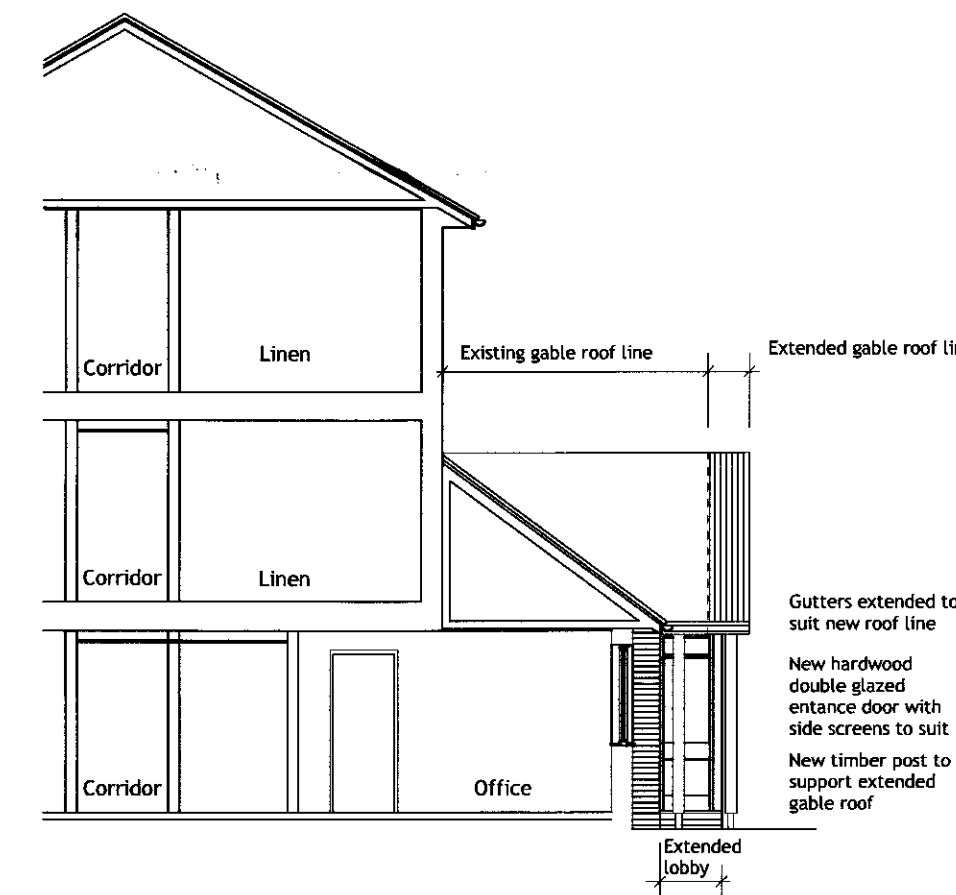 Corridor
Linen
Existing gable roof line
Extended gable roof
Corridor
Linen
Gutters extended to
suit new roof line
New hardwood
double glazed
entance door with
side screens to suit
New timber post to
support extended
gable roof
Corridor
Office
Extended
lobby